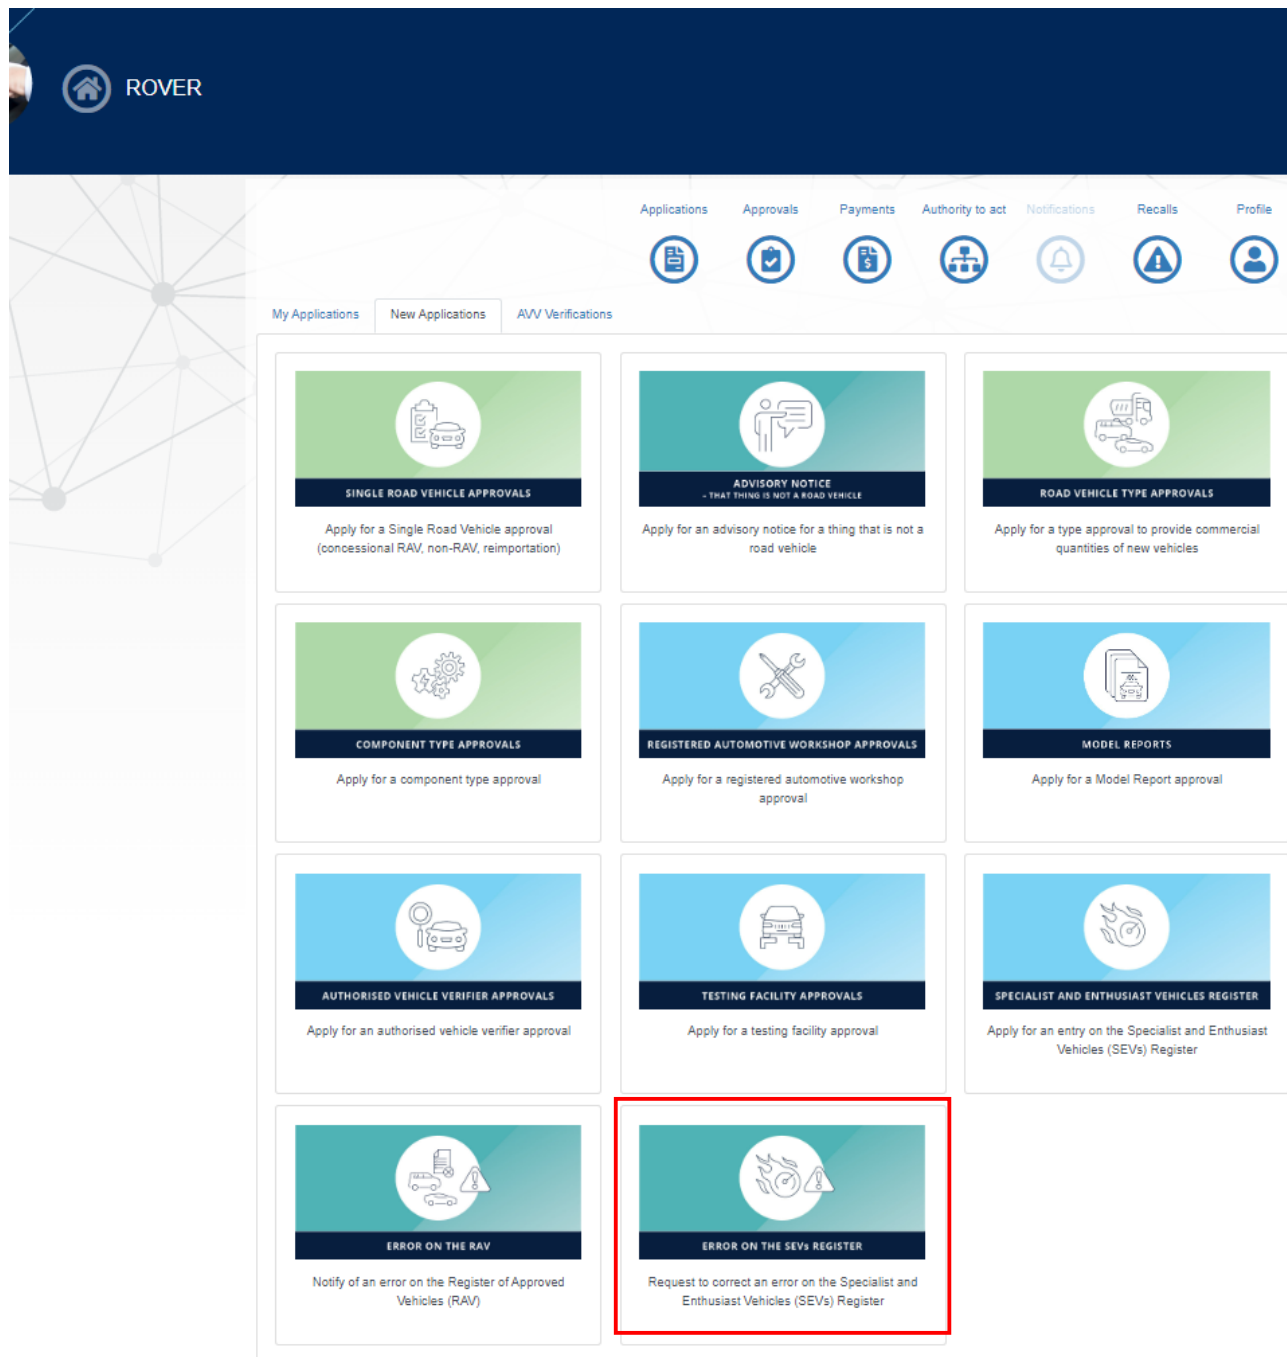 ROVER
Applications
Approvals
Payments
Authority to act
Notifications
Recalls
Profile
My Applications
New Applications
AVV Verifications
SINGLE ROAD VEHICLE APPROVALS
Apply for a Single Road Vehicle approval
(concessional RAV, non-RAV, reimportation)
ADVISORY NOTICE
– THAT THING IS NOT A ROAD VEHICLE
Apply for an advisory notice for a thing that is not a
road vehicle
ROAD VEHICLE TYPE APPROVALS
Apply for a type approval to provide commercial
quantities of new vehicles
COMPONENT TYPE APPROVALS
Apply for a component type approval
REGISTERED AUTOMOTIVE WORKSHOP APPROVALS
Apply for a registered automotive workshop
approval
MODEL REPORTS
Apply for a Model Report approval
AUTHORISED VEHICLE VERIFIER APPROVALS
Apply for an authorised vehicle verifier approval
TESTING FACILITY APPROVALS
Apply for a testing facility approval
SPECIALIST AND ENTHUSIAST VEHICLES REGISTER
Apply for an entry on the Specialist and Enthusiast
Vehicles (SEVs) Register
ERROR ON THE RAV
Notify of an error on the Register of Approved
Vehicles (RAV)
ERROR ON THE SEVs REGISTER
Request to correct an error on the Specialist and
Enthusiast Vehicles (SEVs) Register